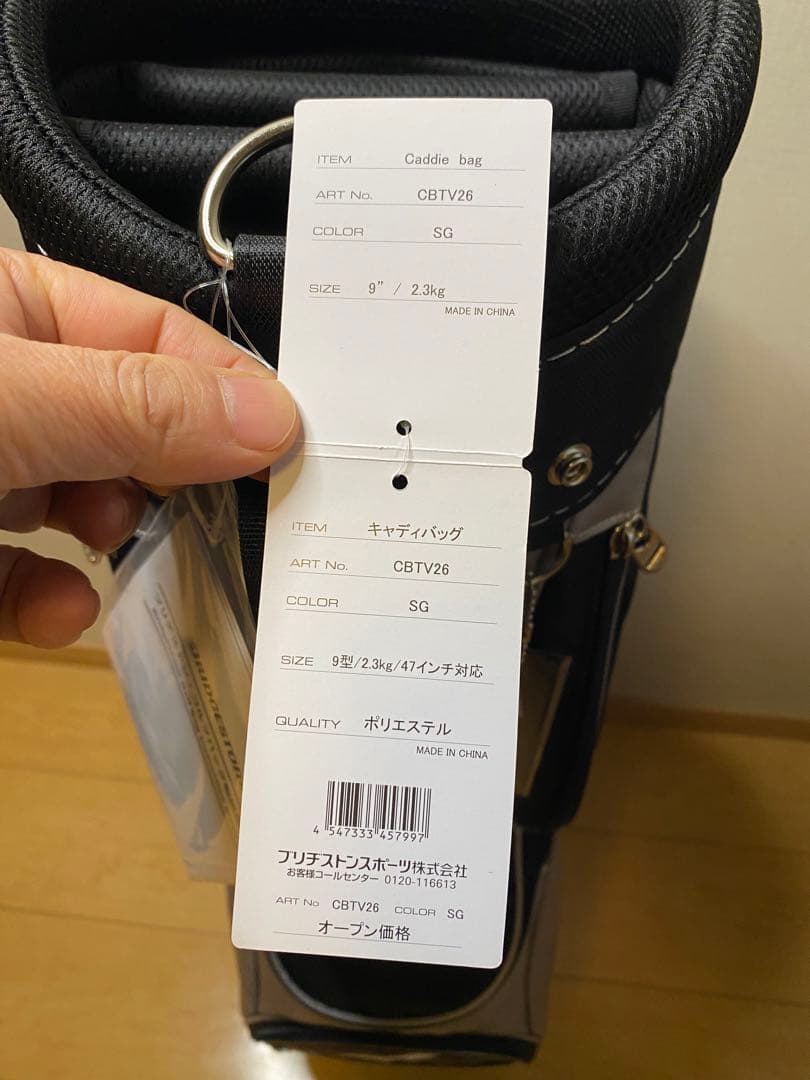 ITEM Caddie bag
ART No. CBTV26
COLOR SG
SIZE 9" / 2.3kg
MADE IN CHINA
ITEM キャディバッグ
ART No. CBTV26
COLOR SG
SIZE 9型/2.3kg/47インチ対応
QUALITY ポリエステル
MADE IN CHINA
4 547333 457997
ブリヂストンスポーツ株式会社
お客様コールセンター 0120-116613
ART No CBTV26 COLOR SG
オープン価格
BRIDGESTONE